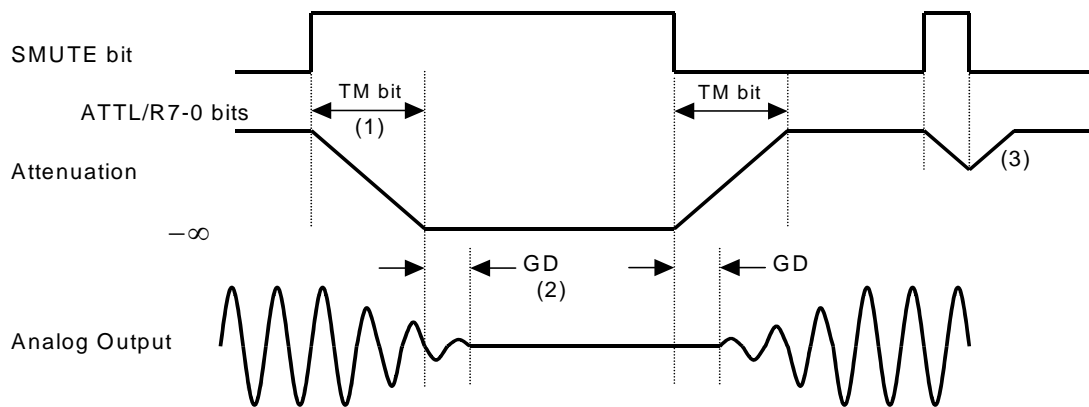 SMUTE bit
TM bit
TM bit
ATTL/R7-0 bits
(1)
(3)
Attenuation
−∞
GD
GD
(2)
Analog Output